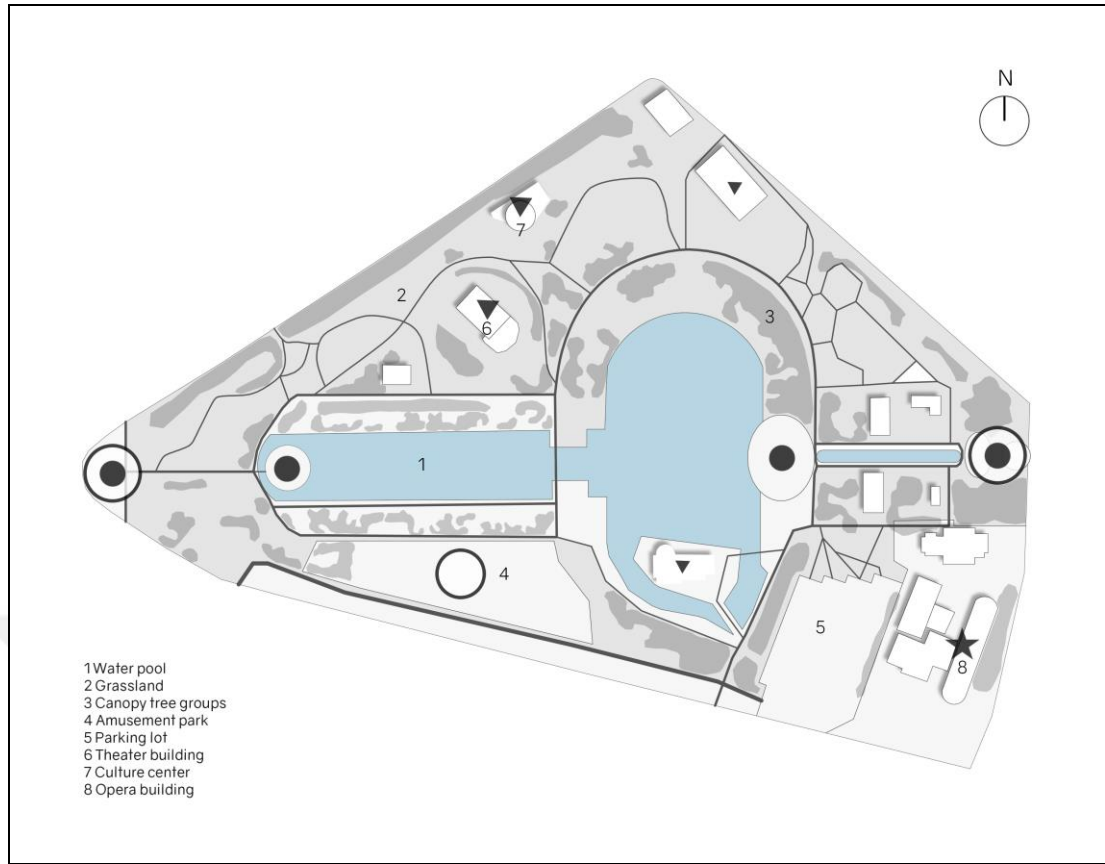 N
7
2
3
6
1
4
5
8
1 Water pool
2 Grassland
3 Canopy tree groups
4 Amusement park
5 Parking lot
6 Theater building
7 Culture center
8 Opera building